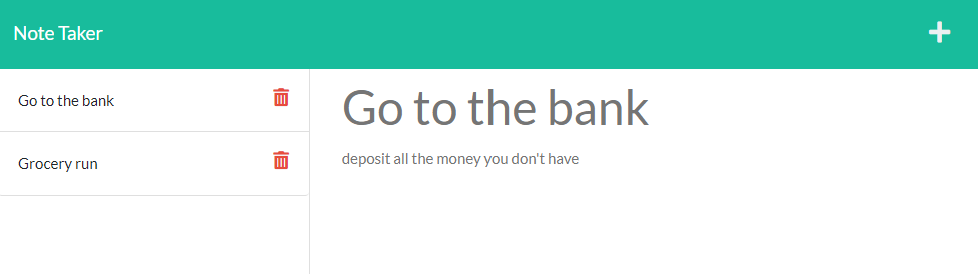 Note Taker
Go to the bank
Grocery run
Go to the bank
deposit all the money you don't have